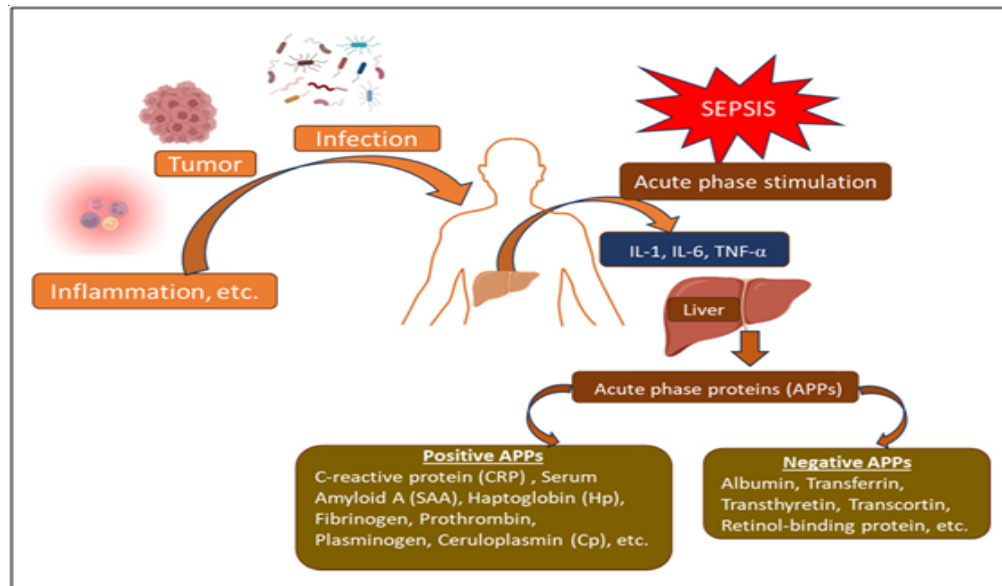 Infection
SEPSIS
Tumor
Acute phase stimulation
IL-1, IL-6, TNF-α
Inflammation, etc.
Liver
Acute phase proteins (APPs)
Positive APPs
C-reactive protein (CRP) , Serum
Amyloid A (SAA), Haptoglobin (Hp),
Fibrinogen, Prothrombin,
Plasminogen, Ceruloplasmin (Cp), etc.
Negative APPs
Albumin, Transferrin,
Transthyretin, Transcortin,
Retinol-binding protein, etc.